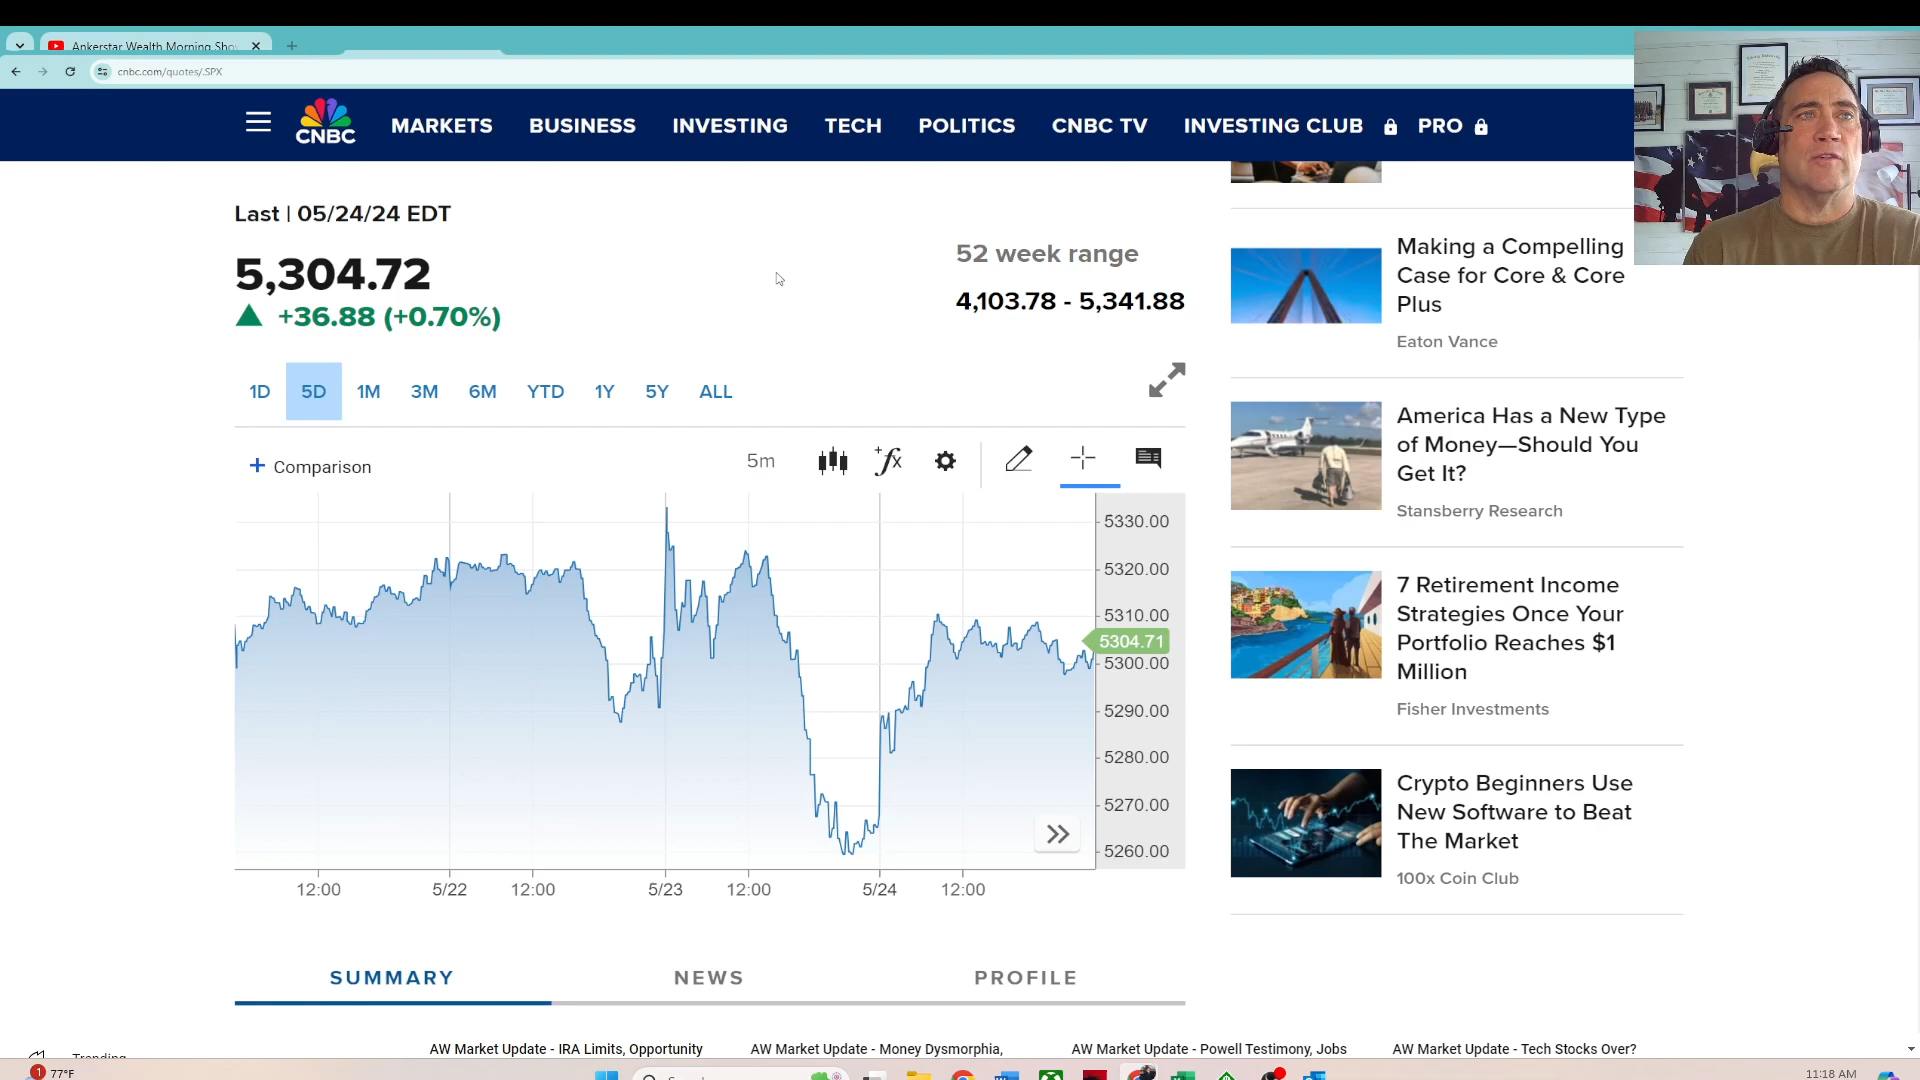 Ankerstar Wealth Morning Sho
cnbc.com/quotes/.SPX
CNBC
MARKETS BUSINESS INVESTING TECH POLITICS CNBC TV INVESTING CLUB PRO
Last | 05/24/24 EDT
5,304.72
+36.88 (+0.70%)
52 week range
4,103.78 - 5,341.88
1D 5D 1M 3M 6M YTD 1Y 5Y ALL
+ Comparison
5m
+fx
5330.00
5320.00
5310.00
5304.71
5300.00
5290.00
5280.00
5270.00
5260.00
12:00 5/22 12:00 5/23 12:00 5/24 12:00
SUMMARY NEWS PROFILE
Making a Compelling
Case for Core & Core
Plus
Eaton Vance
America Has a New Type
of Money—Should You
Get It?
Stansberry Research
7 Retirement Income
Strategies Once Your
Portfolio Reaches $1
Million
Fisher Investments
Crypto Beginners Use
New Software to Beat
The Market
100x Coin Club
Trending
AW Market Update - IRA Limits, Opportunity
AW Market Update - Money Dysmorphia,
AW Market Update - Powell Testimony, Jobs
AW Market Update - Tech Stocks Over?
1
77°F
Search
11:18 AM